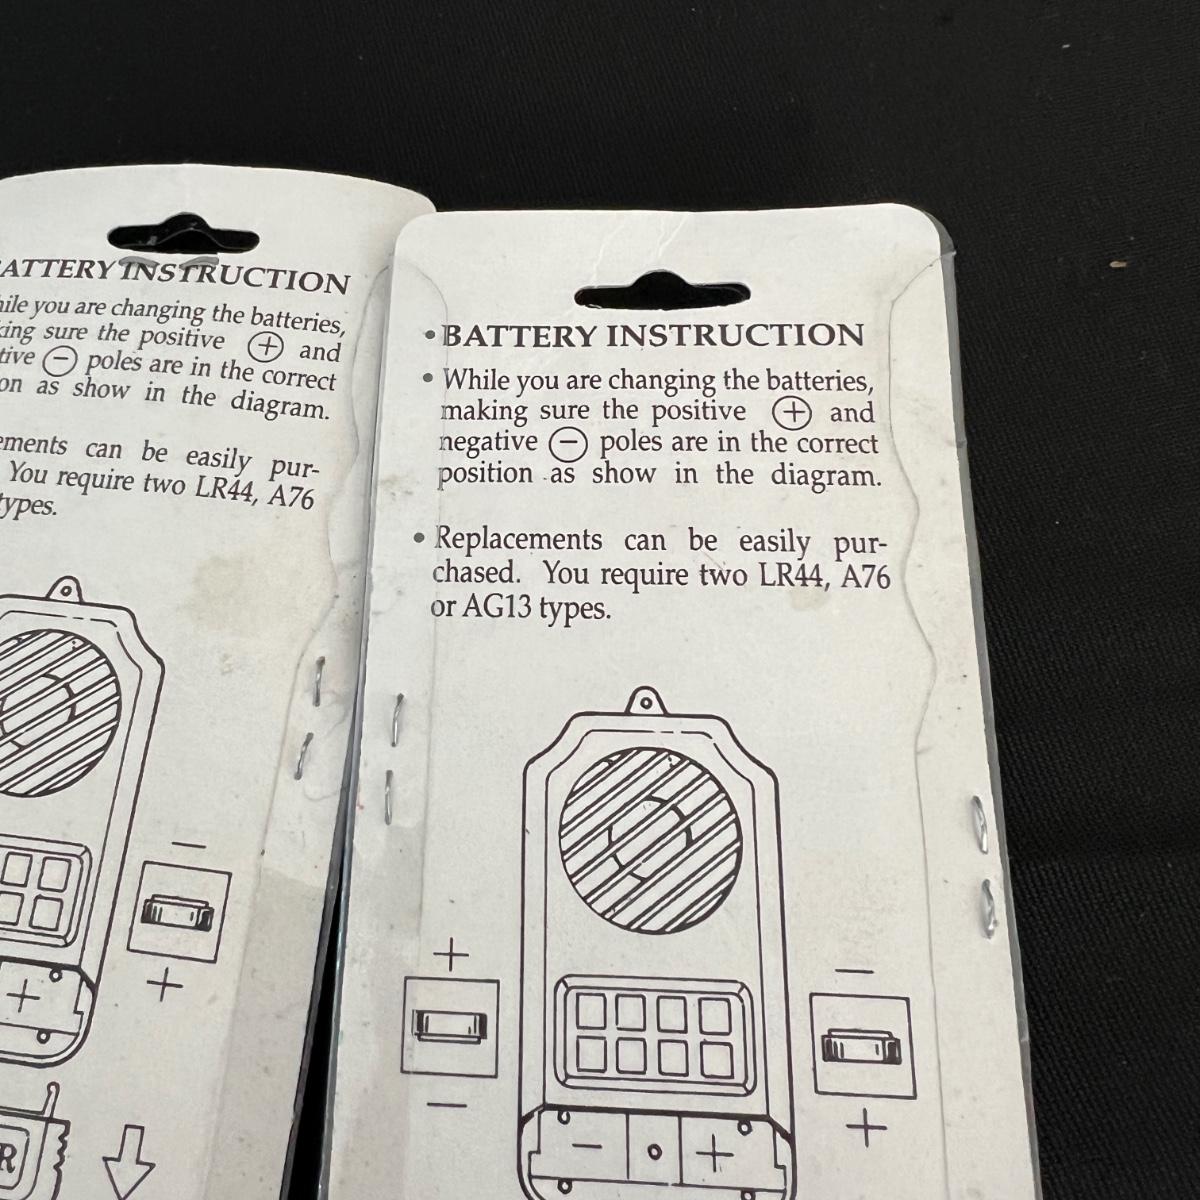 ATTERY INSTRUCTION
ile you are changing the batteries,
king sure the positive + and
tive − poles are in the correct
on as show in the diagram.
ements can be easily pur-
You require two LR44, A76
types.
−
+
+
R
• BATTERY INSTRUCTION
• While you are changing the batteries,
making sure the positive + and
negative − poles are in the correct
position as show in the diagram.
• Replacements can be easily pur-
chased. You require two LR44, A76
or AG13 types.
+
−
−
+
− +